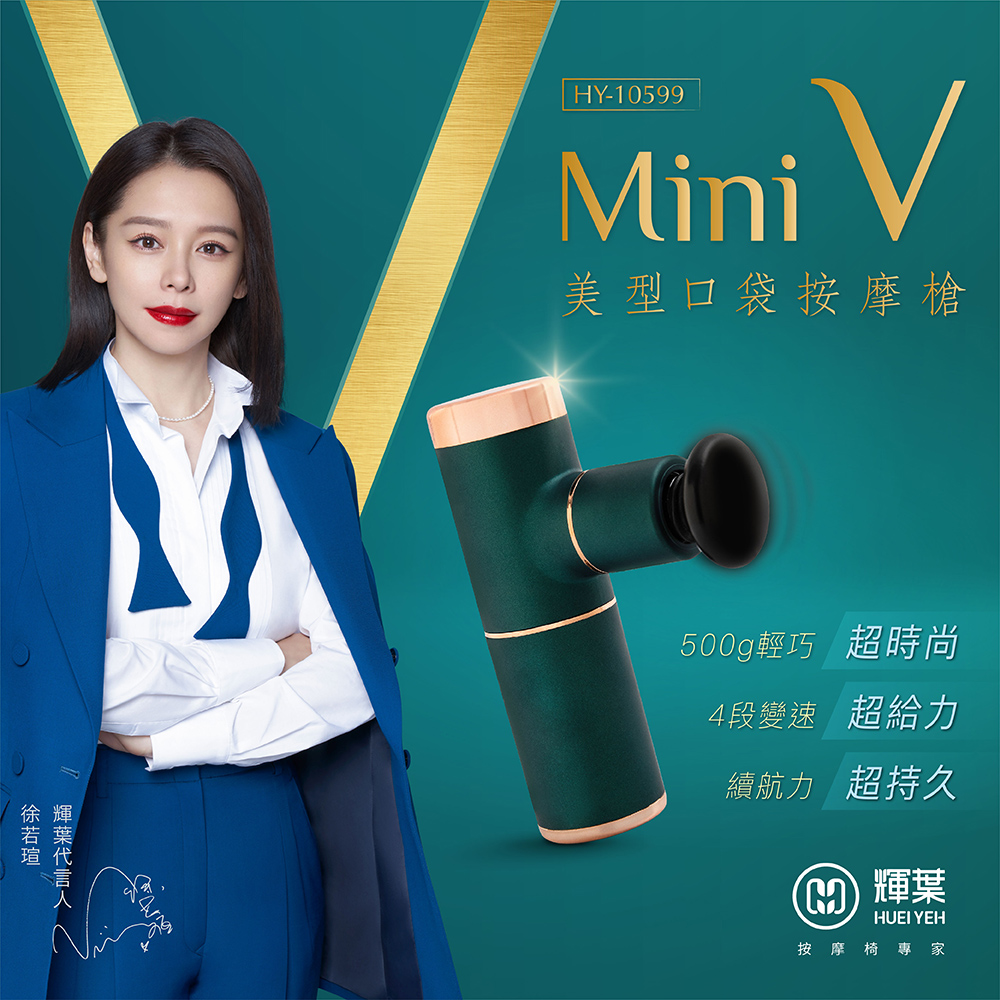 HY-10599
Mini V
美型口袋按摩槍
500g輕巧 超時尚
4段變速 超給力
續航力 超持久
輝葉代言人
徐若瑄
輝葉
HUEI YEH
按摩椅專家